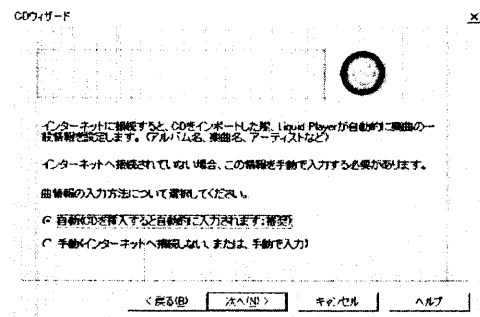 CDウィザード
インターネットに接続すると、CDをインポートした際、Liquid Playerが自動的に楽曲の一
般情報を設定します。(アルバム名、楽曲名、アーティストなど)
インターネットへ接続されていない場合、この情報を手動で入力する必要があります。
曲情報の入力方法について選択してください。
自動(CDを挿入すると自動的に入力されます:推奨)
手動(インターネットへ接続しない、または、手動で入力)
< 戻る(B)
次へ(N) >
キャンセル
ヘルプ